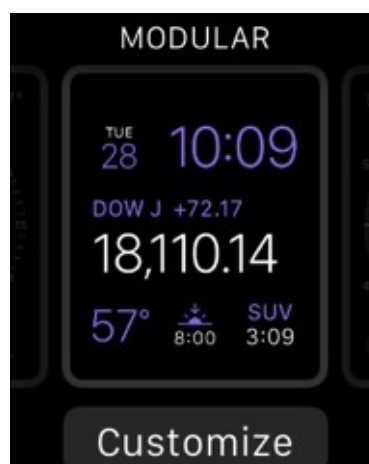 MODULAR
TUE
28
10:09
DOW J +72.17
18,110.14
57°
8:00
SUV
3:09
Customize